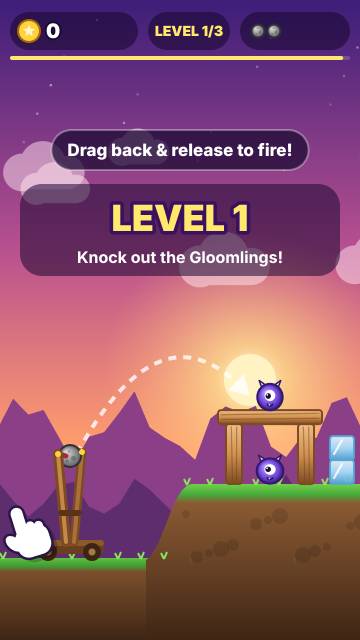 0
LEVEL 1/3
Drag back & release to fire!
LEVEL 1
Knock out the Gloomlings!